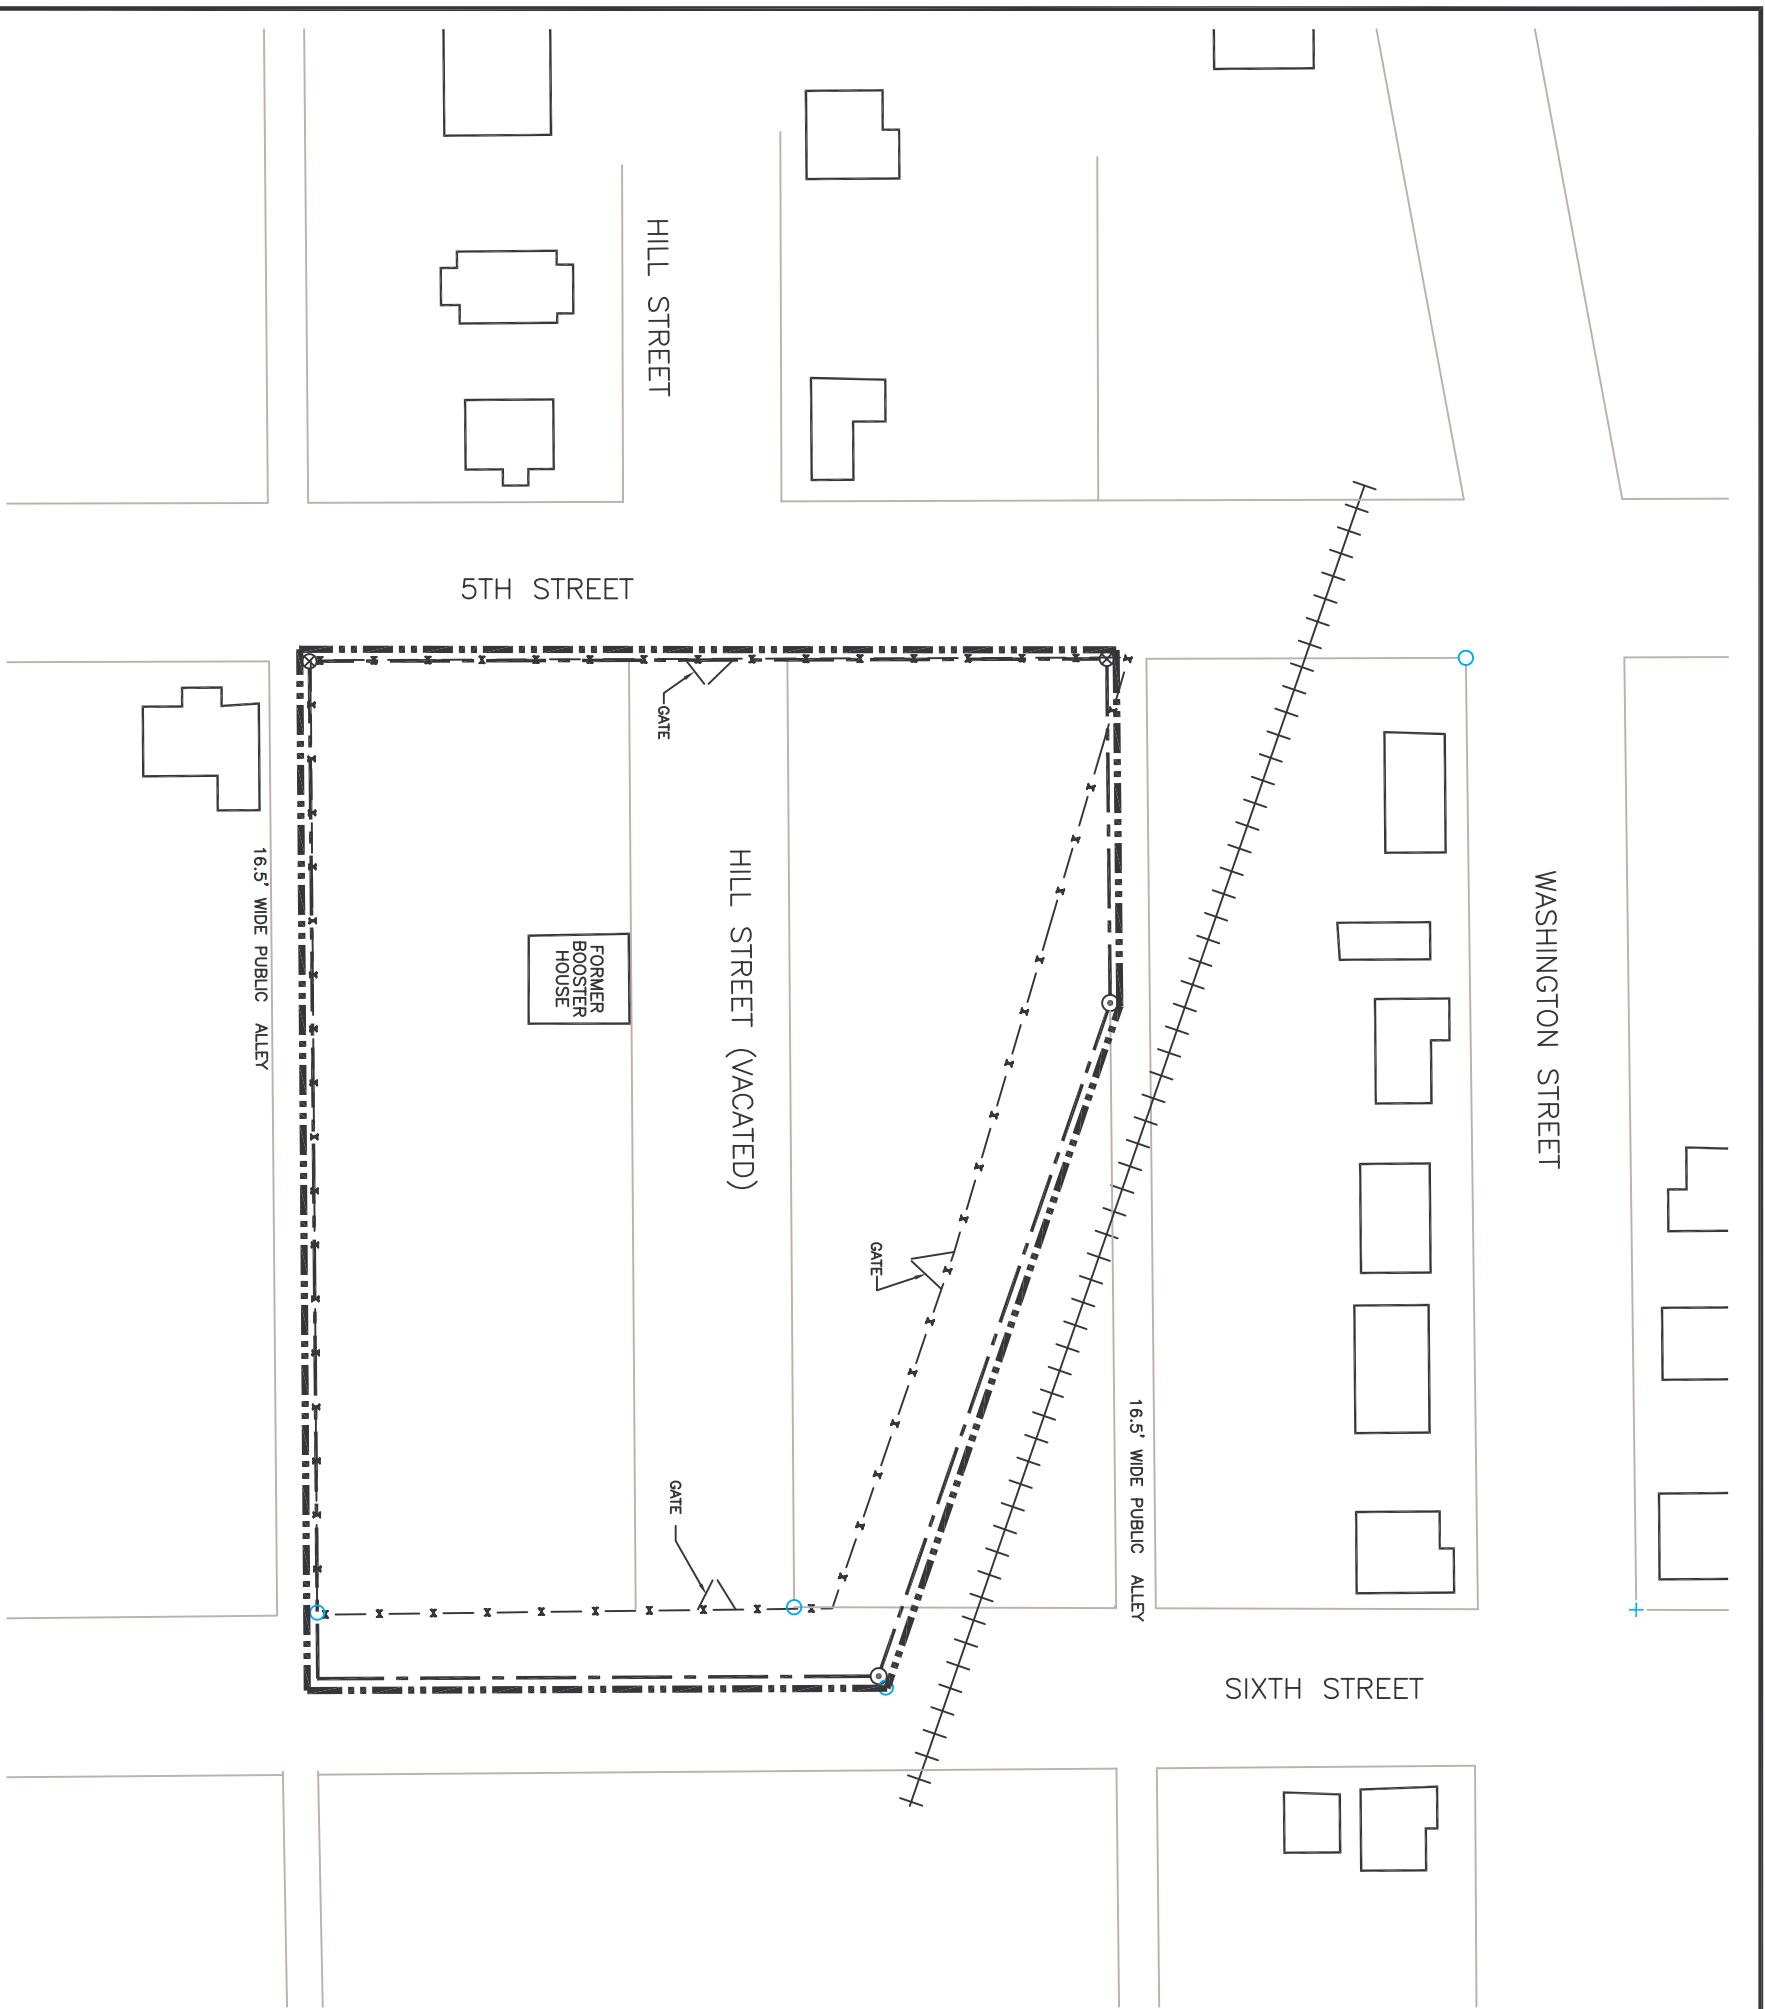 HILL STREET
5TH STREET
GATE
16.5' WIDE PUBLIC ALLEY
FORMER
BOOSTER
HOUSE
HILL STREET (VACATED)
WASHINGTON STREET
GATE
GATE
16.5' WIDE PUBLIC ALLEY
SIXTH STREET